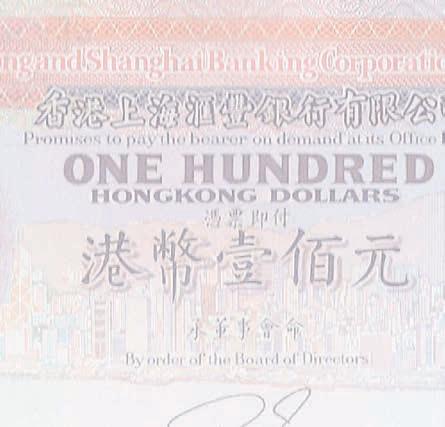 ng and Shanghai Banking Corporatio
香港上海滙豐銀行有限公
Promises to pay the bearer on demand at its Office
ONE HUNDRED
HONGKONG DOLLARS
憑票即付
港幣壹佰元
承董事會命
By order of the Board of Directors